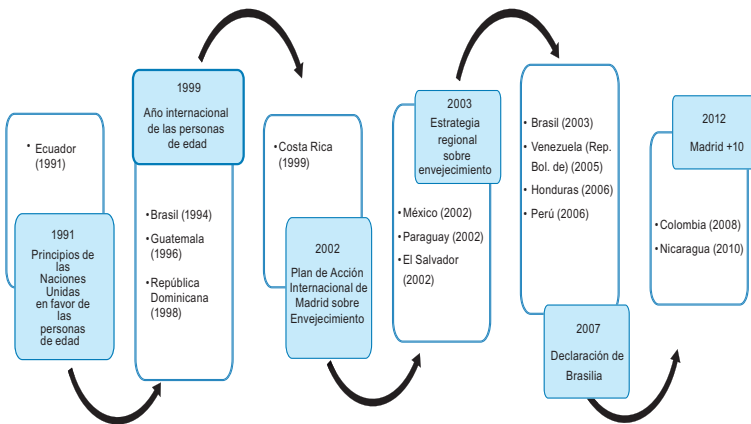 • Ecuador
(1991)
1991
Principios de
las
Naciones
Unidas
en favor de
las
personas
de edad
1999
Año internacional
de las personas
de edad
• Brasil (1994)
• Guatemala
(1996)
• República
Dominicana
(1998)
• Costa Rica
(1999)
2002
Plan de Acción
Internacional de
Madrid sobre
Envejecimiento
2003
Estrategia
regional
sobre
envejecimiento
• México (2002)
• Paraguay (2002)
• El Salvador
(2002)
• Brasil (2003)
• Venezuela (Rep.
Bol. de) (2005)
• Honduras (2006)
• Perú (2006)
2007
Declaración de
Brasilia
2012
Madrid +10
• Colombia (2008)
• Nicaragua (2010)